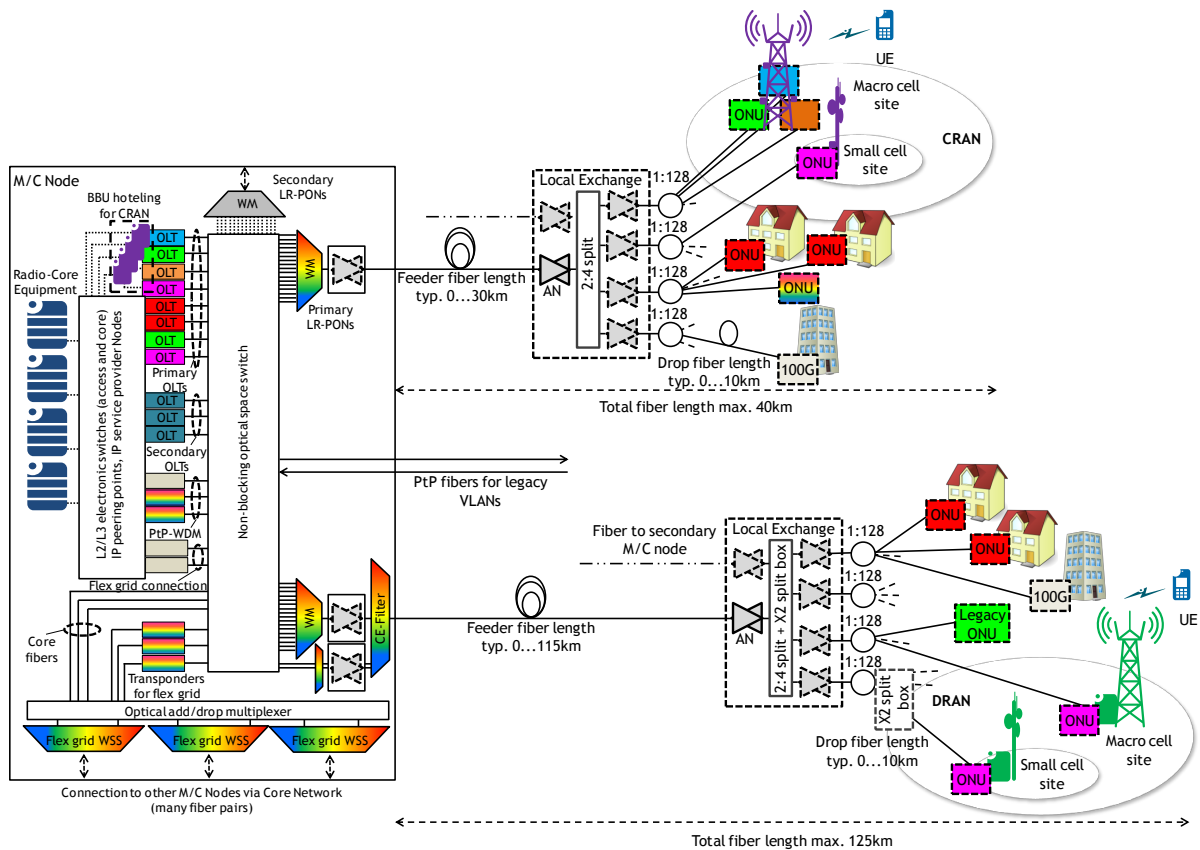 M/C Node
BBU hoteling
for CRAN
Radio-Core
Equipment
WM
Secondary
LR-PONs
OLT
OLT
OLT
OLT
OLT
OLT
OLT
OLT
Primary
OLTs
OLT
OLT
OLT
Secondary
OLTs
PtP-WDM
Flex grid connection
L2/L3 electronic switches (access and core)
IP peering points, IP service provider Nodes
Non-blocking optical space switch
WM
Primary
LR-PONs
Feeder fiber length
typ. 0...30km
Local Exchange
AN
2:4 split
1:128
1:128
1:128
1:128
ONU
ONU
UE
Macro cell
site
CRAN
Small cell
site
ONU
ONU
ONU
100G
Drop fiber length
typ. 0...10km
Total fiber length max. 40km
PtP fibers for legacy
VLANs
Fiber to secondary
M/C node
Core
fibers
Transponders
for flex grid
WM
CE-Filter
Feeder fiber length
typ. 0...115km
Local Exchange
AN
2:4 split + X2 split box
1:128
1:128
1:128
1:128
ONU
ONU
100G
Legacy
ONU
UE
X2 split
box
DRAN
ONU
Macro cell
site
Drop fiber length
typ. 0...10km
ONU
Small cell
site
Optical add/drop multiplexer
Flex grid WSS
Flex grid WSS
Flex grid WSS
Connection to other M/C Nodes via Core Network
(many fiber pairs)
Total fiber length max. 125km